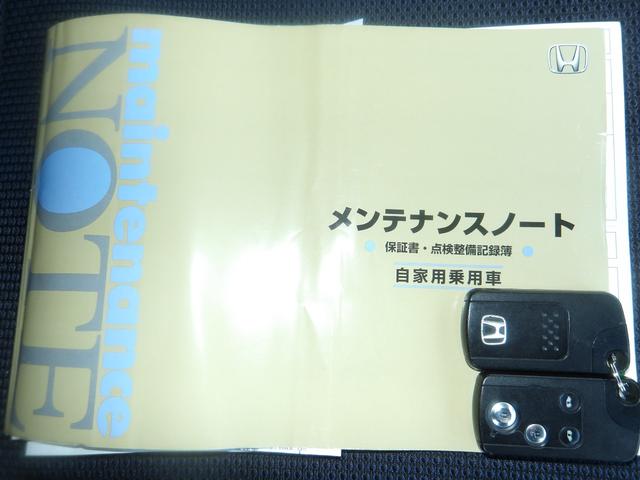 maintenance
NOTE
メンテナンスノート
保証書・点検整備記録簿
自家用乗用車